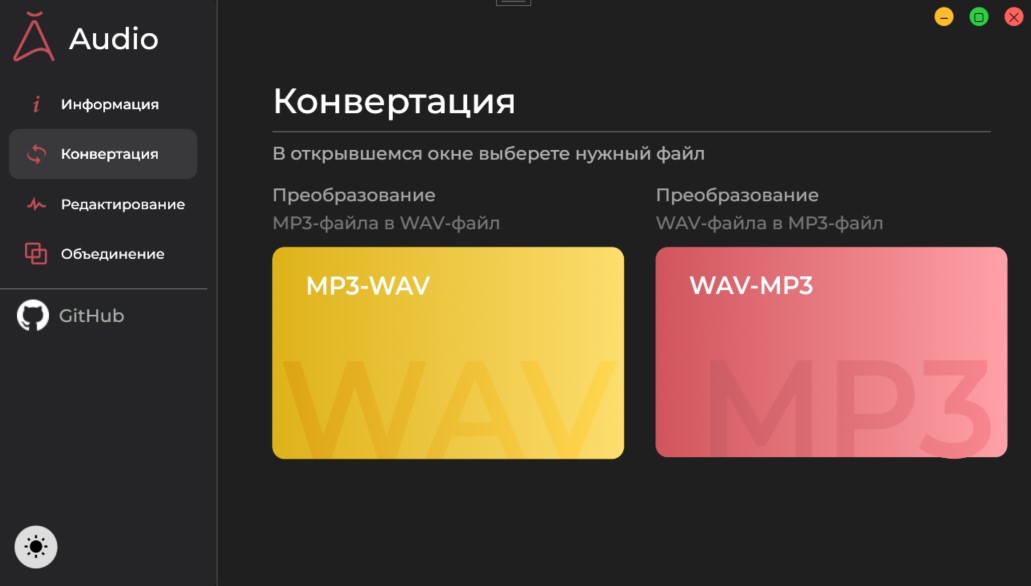 Audio
Информация
Конвертация
Редактирование
Объединение
GitHub
Конвертация
В открывшемся окне выберете нужный файл
Преобразование
MP3-файла в WAV-файл
MP3-WAV
WAV
Преобразование
WAV-файла в MP3-файл
WAV-MP3
MP3